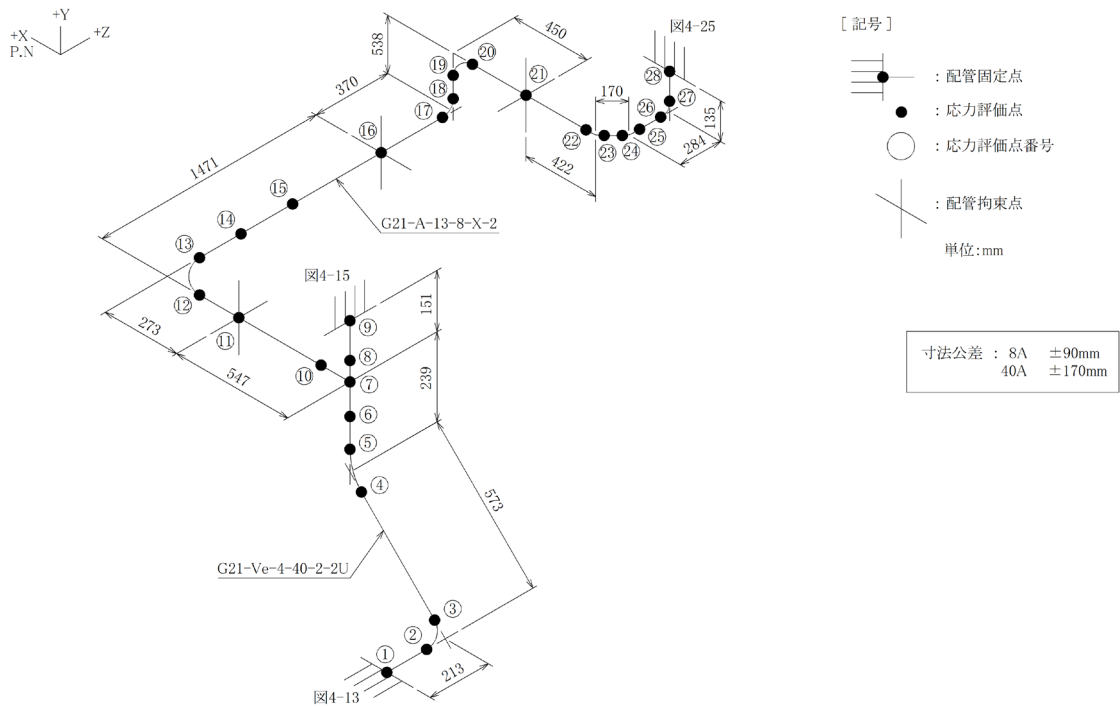 +Y
+X
+Z
P.N
538
370
1471
450
図4-25
170
135
284
422
⑳
⑲
⑱
⑰
⑯
⑮
⑭
⑬
⑫
⑪
⑩
㉑
㉒
㉓
㉔
㉕
㉖
㉗
㉘
G21-A-13-8-X-2
図4-15
151
239
273
547
⑨
⑧
⑦
⑥
⑤
④
573
G21-Ve-4-40-2-2U
③
②
①
213
図4-13
[ 記号 ]
: 配管固定点
: 応力評価点
: 応力評価点番号
: 配管拘束点
単位:mm
寸法公差 : 8A ±90mm
40A ±170mm